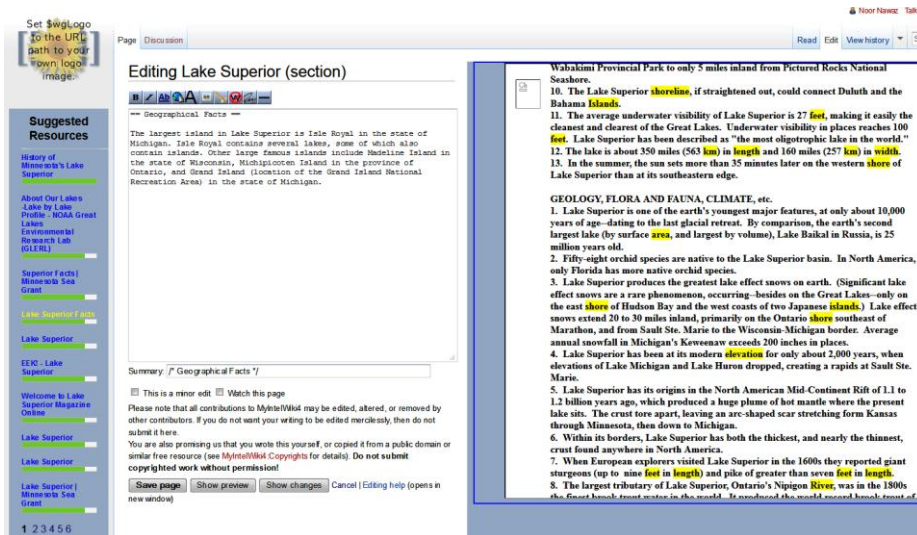 Noor Nawaz Talk
Set $wgLogo
to the URL
path to your
own logo
image.
Page Discussion
Read Edit View history
Editing Lake Superior (section)
Suggested
Resources
History of
Minnesota's Lake
Superior
About Our Lakes
-Lake by Lake
Profile - NOAA Great
Lakes
Environmental
Research Lab
(GLERL)
Superior Facts |
Minnesota Sea
Grant
Lake Superior Facts
Lake Superior
EEK! - Lake
Superior
Welcome to Lake
Superior Magazine
Online
Lake Superior
Lake Superior
Lake Superior |
Minnesota Sea
Grant
1 2 3 4 5 6
== Geographical Facts ==
The largest island in Lake Superior is Isle Royal in the state of
Michigan. Isle Royal contains several lakes, some of which also
contain islands. Other large famous islands include Madeline Island in
the state of Wisconsin, Michipicoten Island in the province of
Ontario, and Grand Island (location of the Grand Island National
Recreation Area) in the state of Michigan.
Summary: /* Geographical Facts */
This is a minor edit Watch this page
Please note that all contributions to MyIntelWiki4 may be edited, altered, or removed by
other contributors. If you do not want your writing to be edited mercilessly, then do not
submit it here.
You are also promising us that you wrote this yourself, or copied it from a public domain or
similar free resource (see MyIntelWiki4:Copyrights for details). Do not submit
copyrighted work without permission!
Save page Show preview Show changes Cancel | Editing help (opens in
new window)
Wabakimi Provincial Park to only 5 miles inland from Pictured Rocks National
Seashore.
10. The Lake Superior shoreline, if straightened out, could connect Duluth and the
Bahama Islands.
11. The average underwater visibility of Lake Superior is 27 feet, making it easily the
cleanest and clearest of the Great Lakes. Underwater visibility in places reaches 100
feet. Lake Superior has been described as "the most oligotrophic lake in the world."
12. The lake is about 350 miles (563 km) in length and 160 miles (257 km) in width.
13. In the summer, the sun sets more than 35 minutes later on the western shore of
Lake Superior than at its southeastern edge.
GEOLOGY, FLORA AND FAUNA, CLIMATE, etc.
1. Lake Superior is one of the earth's youngest major features, at only about 10,000
years of age--dating to the last glacial retreat. By comparison, the earth's second
largest lake (by surface area, and largest by volume), Lake Baikal in Russia, is 25
million years old.
2. Fifty-eight orchid species are native to the Lake Superior basin. In North America,
only Florida has more native orchid species.
3. Lake Superior produces the greatest lake effect snows on earth. (Significant lake
effect snows are a rare phenomenon, occurring--besides on the Great Lakes--only on
the east shore of Hudson Bay and the west coasts of two Japanese islands.) Lake effect
snows extend 20 to 30 miles inland, primarily on the Ontario shore southeast of
Marathon, and from Sault Ste. Marie to the Wisconsin-Michigan border. Average
annual snowfall in Michigan's Keweenaw exceeds 200 inches in places.
4. Lake Superior has been at its modern elevation for only about 2,000 years, when
elevations of Lake Michigan and Lake Huron dropped, creating a rapids at Sault Ste.
Marie.
5. Lake Superior has its origins in the North American Mid-Continent Rift of 1.1 to
1.2 billion years ago, which produced a huge plume of hot mantle where the present
lake sits. The crust tore apart, leaving an arc-shaped scar stretching form Kansas
through Minnesota, then down to Michigan.
6. Within its borders, Lake Superior has both the thickest, and nearly the thinnest,
crust found anywhere in North America.
7. When European explorers visited Lake Superior in the 1600s they reported giant
sturgeons (up to nine feet in length) and pike of greater than seven feet in length.
8. The largest tributary of Lake Superior, Ontario's Nipigon River, was in the 1800s
the finest brook trout water in the world. It produced the world record brook trout of